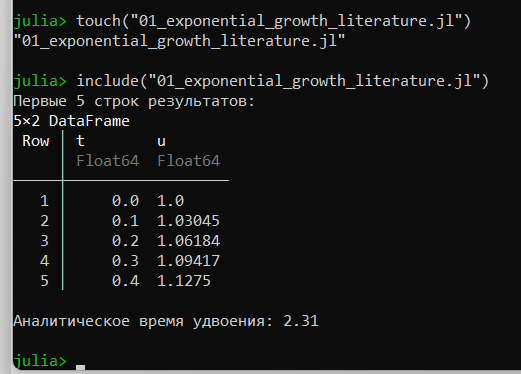 julia> touch("01_exponential_growth_literature.jl")
"01_exponential_growth_literature.jl"
julia> include("01_exponential_growth_literature.jl")
Первые 5 строк результатов:
5×2 DataFrame
Row │ t u
│ Float64 Float64
1 │ 0.0 1.0
2 │ 0.1 1.03045
3 │ 0.2 1.06184
4 │ 0.3 1.09417
5 │ 0.4 1.1275
Аналитическое время удвоения: 2.31
julia>